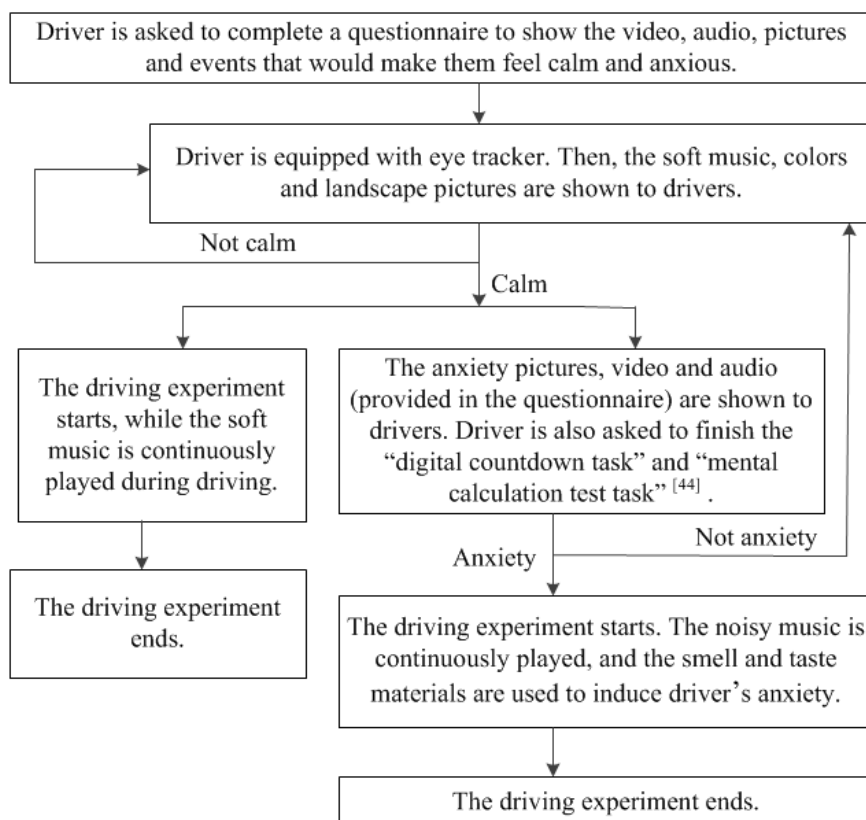 Driver is asked to complete a questionnaire to show the video, audio, pictures
and events that would make them feel calm and anxious.
Driver is equipped with eye tracker. Then, the soft music, colors
and landscape pictures are shown to drivers.
Not calm
Calm
The driving experiment
starts, while the soft
music is continuously
played during driving.
The anxiety pictures, video and audio
(provided in the questionnaire) are shown to
drivers. Driver is also asked to finish the
“digital countdown task” and “mental
calculation test task” [44] .
Not anxiety
Anxiety
The driving experiment
ends.
The driving experiment starts. The noisy music is
continuously played, and the smell and taste
materials are used to induce driver’s anxiety.
The driving experiment ends.